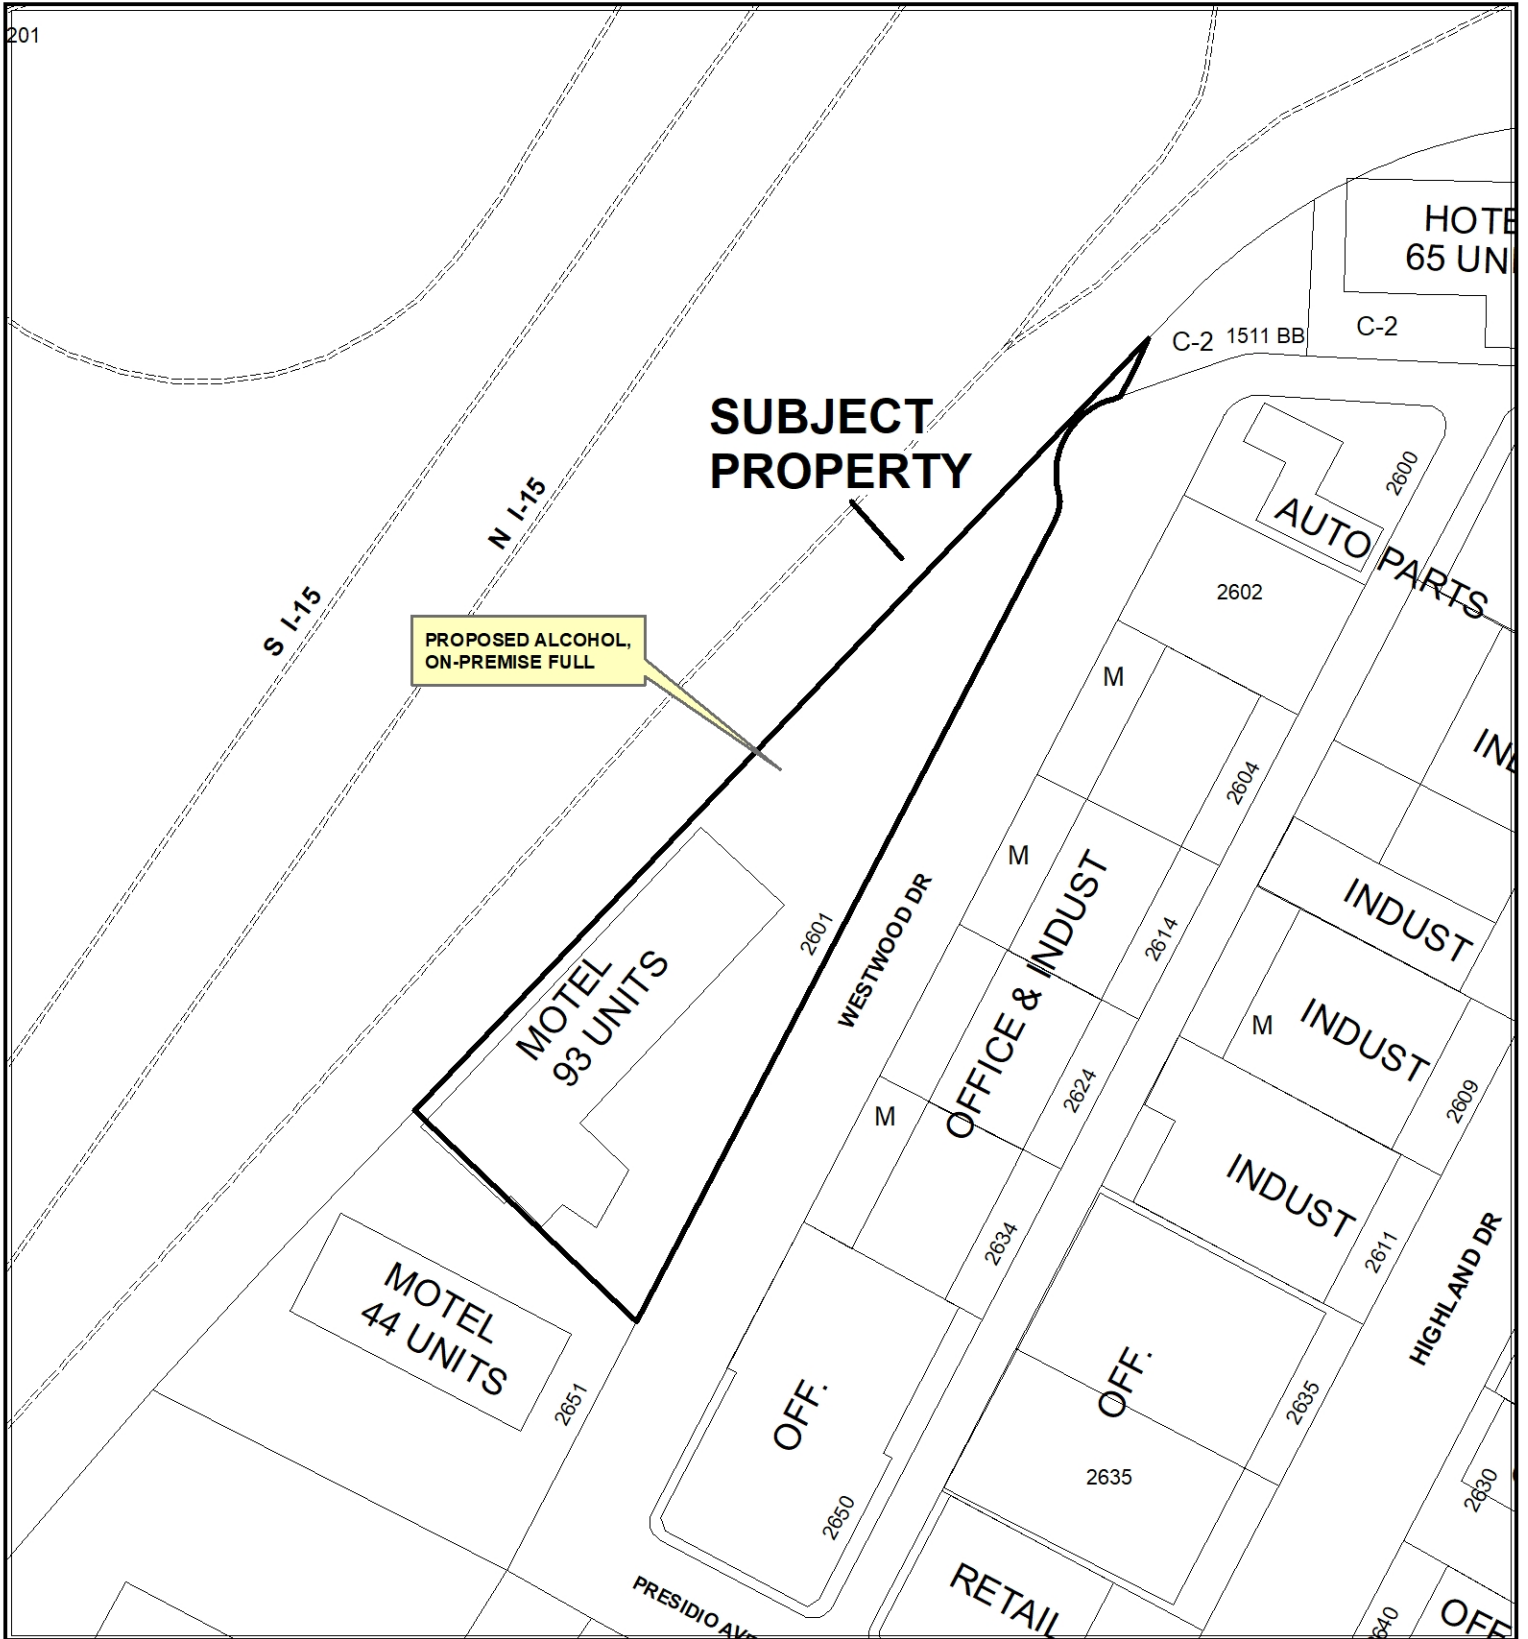 201
HOTE
65 UNI
C-2
1511 BB
C-2
SUBJECT
PROPERTY
2600
N I-15
AUTO PARTS
S I-15
2602
PROPOSED ALCOHOL,
ON-PREMISE FULL
M
IND
2604
M
INDUST
2601
WESTWOOD DR
OFFICE & INDUST
2614
MOTEL
93 UNITS
M
INDUST
2624
M
2609
INDUST
2634
2611
HIGHLAND DR
MOTEL
44 UNITS
2651
OFF.
OFF.
2635
2635
2630
2650
PRESIDIO AVE
RETAIL
OFF
2640